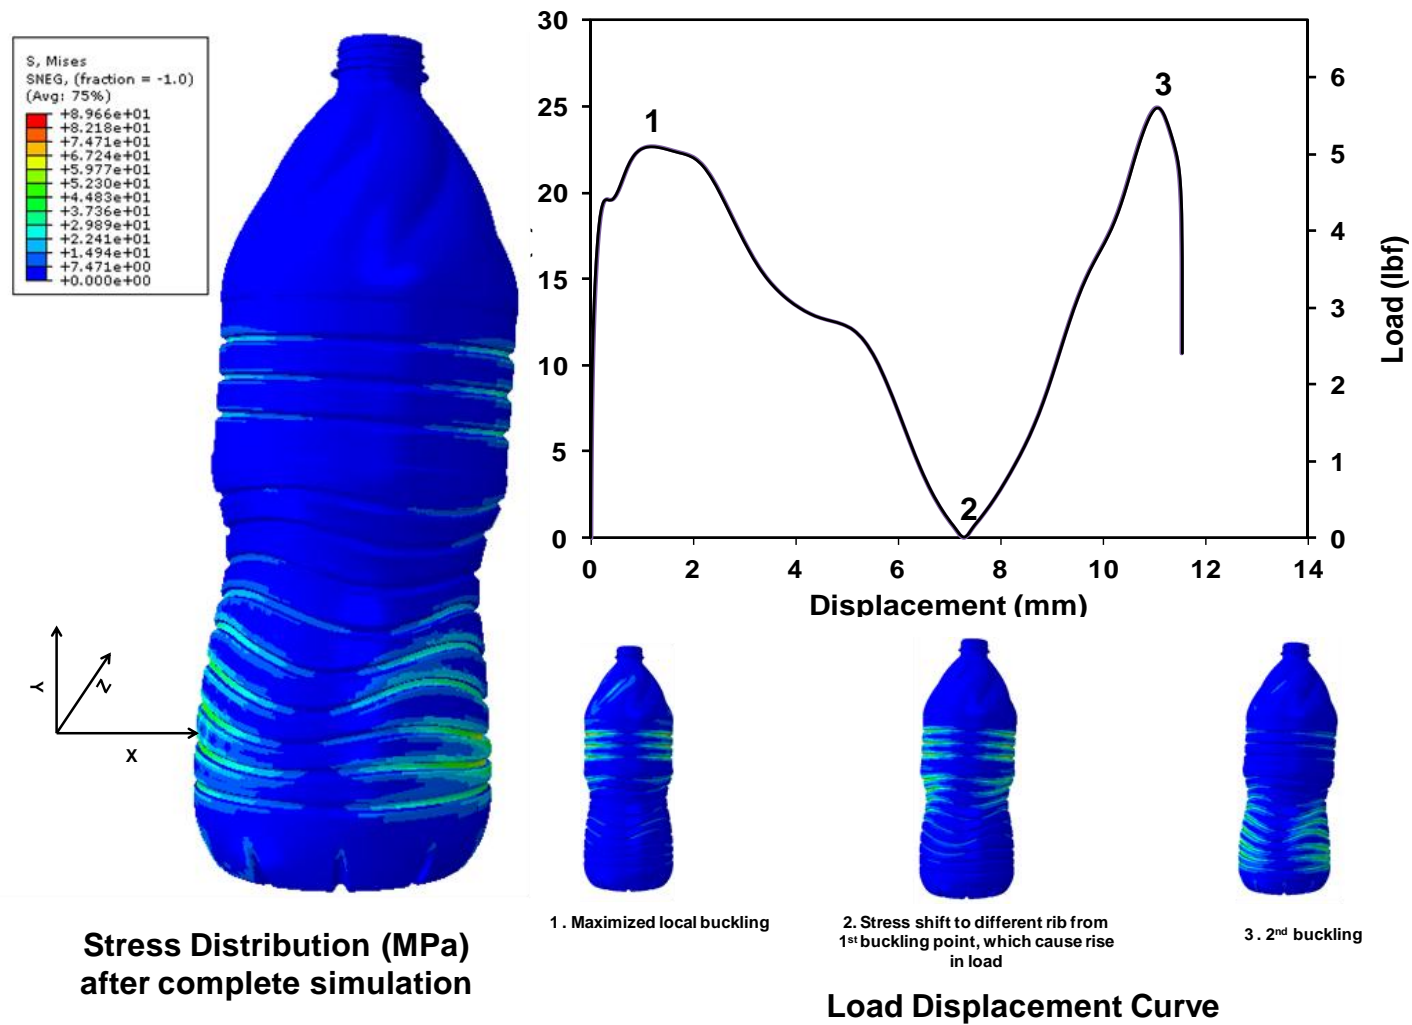 S, Mises
SNEG, (fraction = -1.0)
(Avg: 75%)
+8.966e+01
+8.218e+01
+7.471e+01
+6.724e+01
+5.977e+01
+5.230e+01
+4.483e+01
+3.736e+01
+2.989e+01
+2.241e+01
+1.494e+01
+7.471e+00
+0.000e+00
Y
Z
X
Stress Distribution (MPa)
after complete simulation
30
25
20
15
10
5
0
1
2
3
6
5
4
3
2
1
0
Load (lbf)
0
2
4
6
8
10
12
14
Displacement (mm)
1 . Maximized local buckling
2. Stress shift to different rib from
1st buckling point, which cause rise
in load
3 . 2nd buckling
Load Displacement Curve